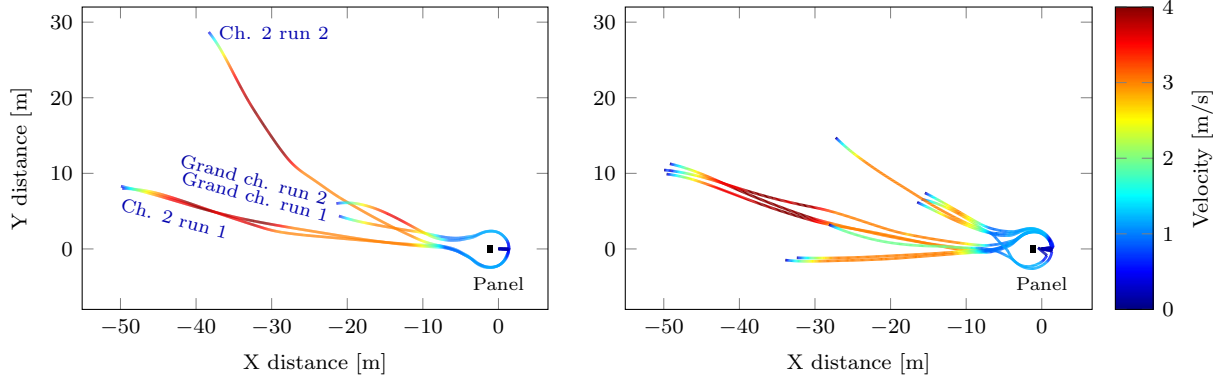 30
20
10
0
Y distance [m]
Ch. 2 run 2
Grand ch. run 2
Grand ch. run 1
Ch. 2 run 1
Panel
−50
−40
−30
−20
−10
0
X distance [m]
30
20
10
0
Panel
−50
−40
−30
−20
−10
0
X distance [m]
4
3
2
1
0
Velocity [m/s]